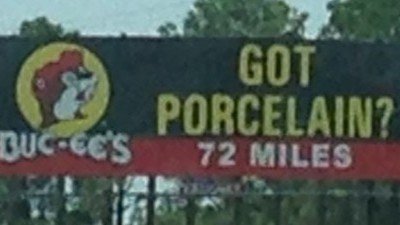 GOT
PORCELAIN?
BUC-EE'S
72 MILES